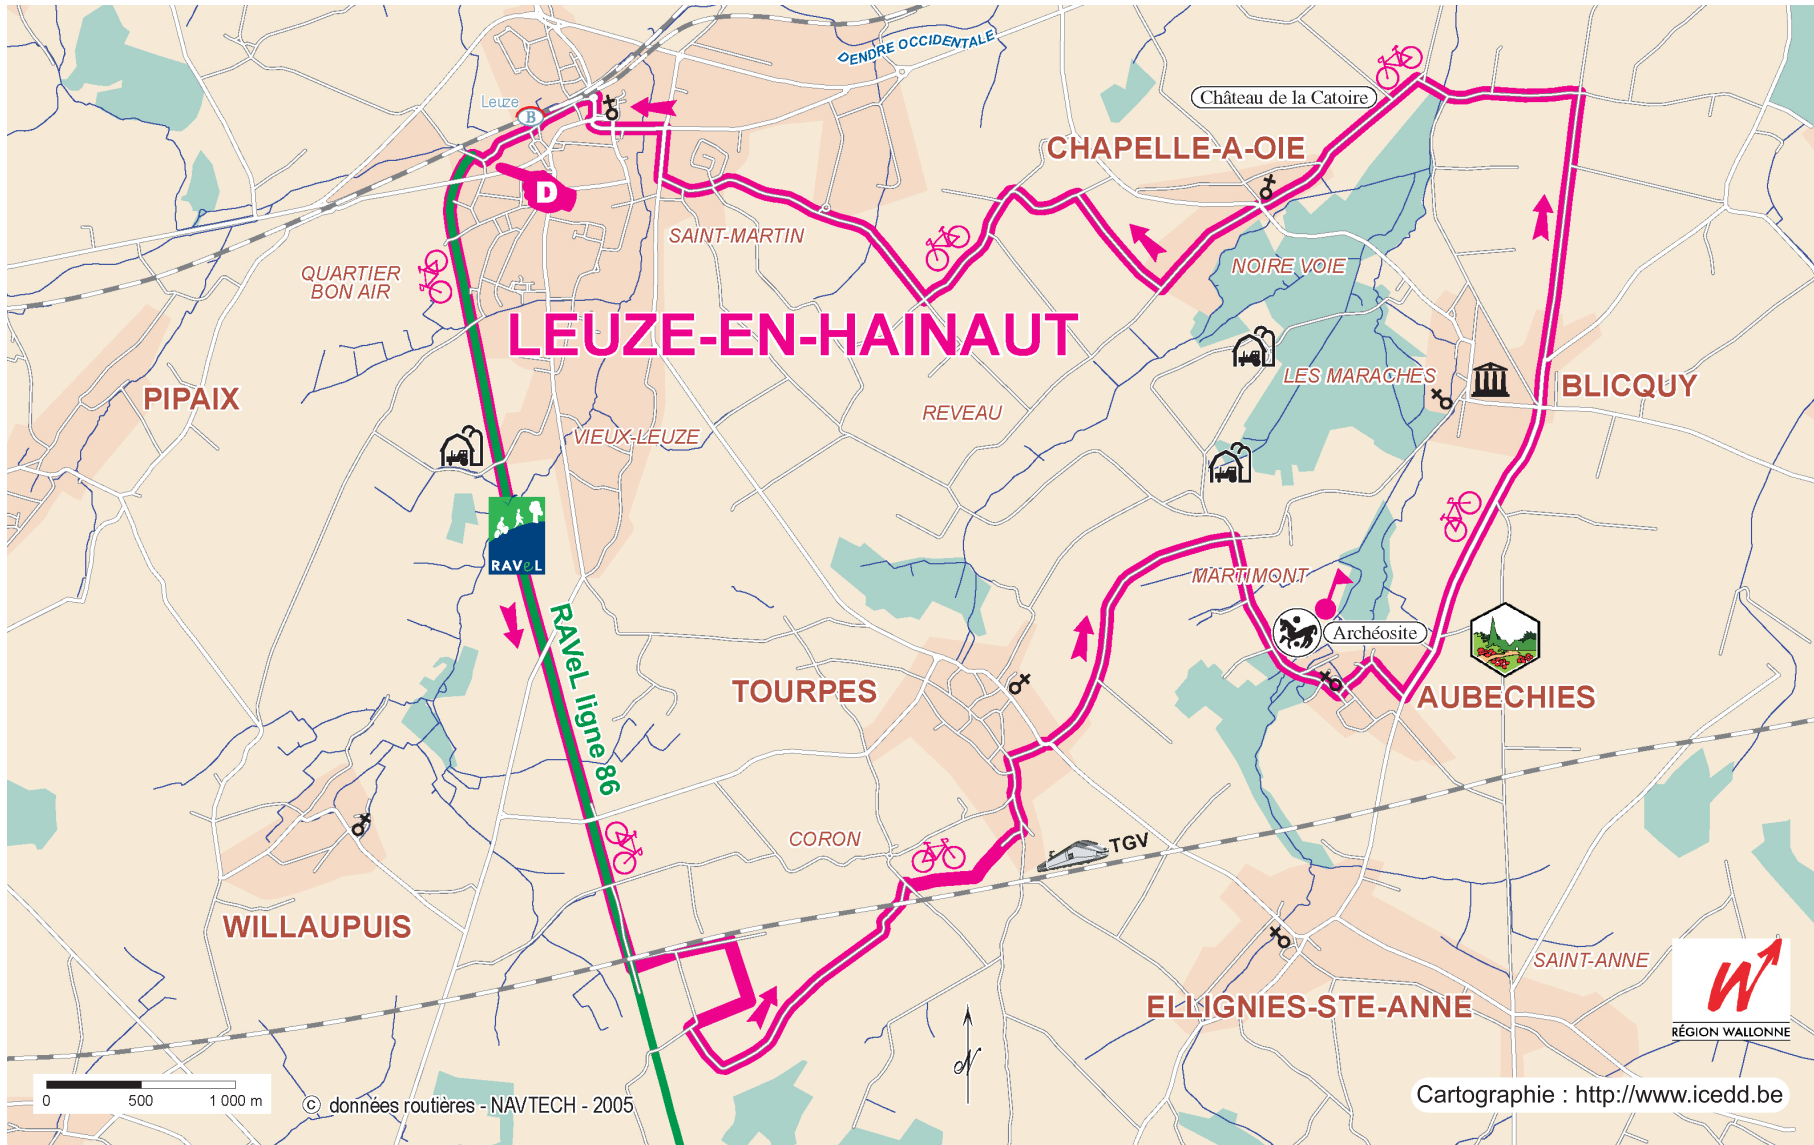 DENDRE OCCIDENTALE
Leuze
B
Château de la Catoire
CHAPELLE-A-OIE
D
SAINT-MARTIN
QUARTIER
BON AIR
NOIRE VOIE
LEUZE-EN-HAINAUT
LES MARACHES
BLICQUY
PIPAIX
REVEAU
VIEUX-LEUZE
RAVeL
MARTIMONT
RAVeL ligne 86
Archéosite
TOURPES
AUBECHIES
CORON
TGV
WILLAUPUIS
SAINT-ANNE
ELLIGNIES-STE-ANNE
W
RÉGION WALLONNE
N
0 500 1 000 m
© données routières - NAVTECH - 2005
Cartographie : http://www.icedd.be